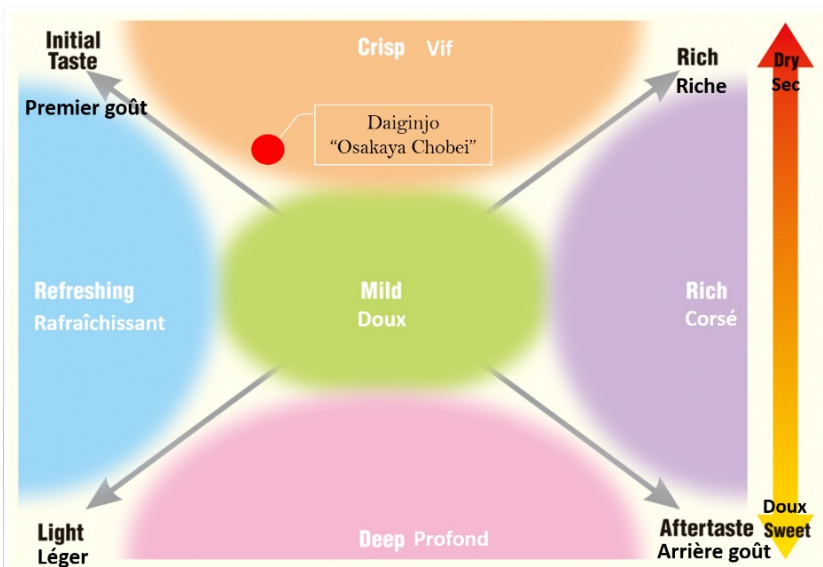 Initial
Taste
Premier goût
Crisp Vif
Rich
Riche
Dry
Sec
Daiginjo
“Osakaya Chobei”
Refreshing
Rafraîchissant
Mild
Doux
Rich
Corsé
Light
Léger
Deep Profond
Aftertaste
Arrière goût
Doux
Sweet